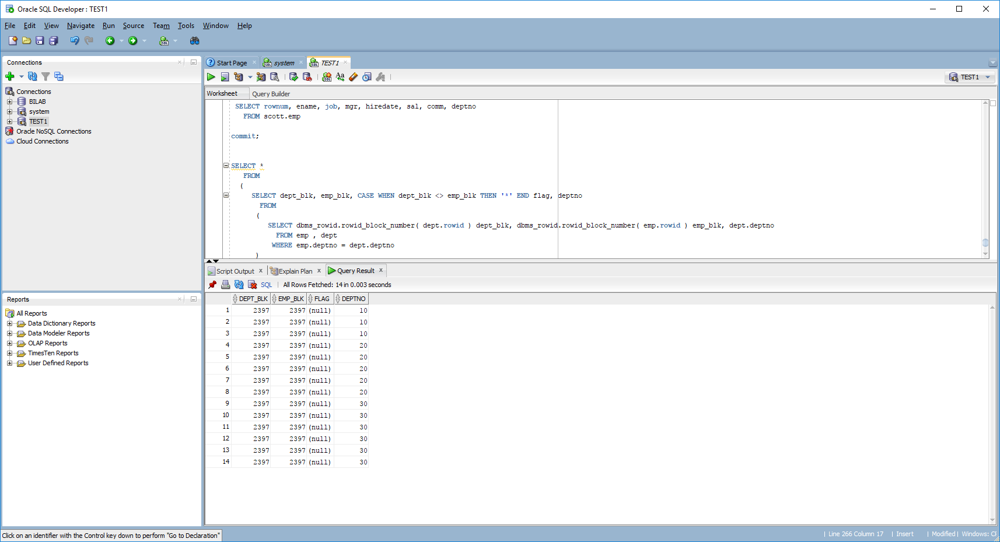 Oracle SQL Developer : TEST1
File Edit View Navigate Run Source Team Tools Window Help
Connections
Connections
BILAB
system
TEST1
Oracle NoSQL Connections
Cloud Connections
Reports
All Reports
Data Dictionary Reports
Data Modeler Reports
OLAP Reports
TimesTen Reports
User Defined Reports
Start Page system TEST1
TEST1
Worksheet Query Builder
SELECT rownum, ename, job, mgr, hiredate, sal, comm, deptno
FROM scott.emp
commit;
SELECT *
FROM
(
SELECT dept_blk, emp_blk, CASE WHEN dept_blk <> emp_blk THEN '*' END flag, deptno
FROM
(
SELECT dbms_rowid.rowid_block_number( dept.rowid ) dept_blk, dbms_rowid.rowid_block_number( emp.rowid ) emp_blk, dept.deptno
FROM emp , dept
WHERE emp.deptno = dept.deptno
)
Script Output Explain Plan Query Result
SQL All Rows Fetched: 14 in 0.003 seconds
DEPT_BLK EMP_BLK FLAG DEPTNO
1 2397 2397 (null) 10
2 2397 2397 (null) 10
3 2397 2397 (null) 10
4 2397 2397 (null) 20
5 2397 2397 (null) 20
6 2397 2397 (null) 20
7 2397 2397 (null) 20
8 2397 2397 (null) 20
9 2397 2397 (null) 30
10 2397 2397 (null) 30
11 2397 2397 (null) 30
12 2397 2397 (null) 30
13 2397 2397 (null) 30
14 2397 2397 (null) 30
Click on an identifier with the Control key down to perform "Go to Declaration"
| Line 266 Column 17 | Insert | Modified | Windows: CF